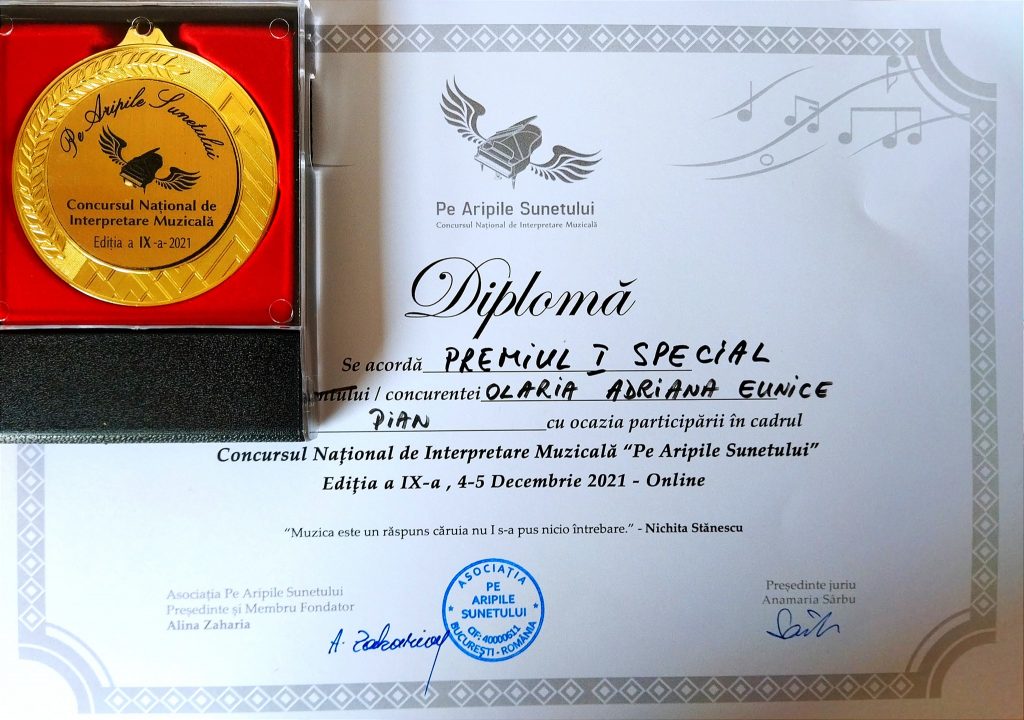 Pe Aripile Sunetului
Concursul Național de
Interpretare Muzicală
Ediția a IX-a-2021
Pe Aripile Sunetului
Concursul Național de Interpretare Muzicală
Diplomă
Se acordă PREMIUL I SPECIAL
ntului / concurentei OLARIA ADRIANA EUNICE
PIAN cu ocazia participării în cadrul
Concursul Național de Interpretare Muzicală “Pe Aripile Sunetului”
Ediția a IX-a , 4-5 Decembrie 2021 - Online
“Muzica este un răspuns căruia nu I s-a pus nicio întrebare.” - Nichita Stănescu
Asociația Pe Aripile Sunetului
Președinte și Membru Fondator
Alina Zaharia
A. Zaharia
ASOCIAȚIA
PE
ARIPILE
SUNETULUI
CIF: 40000611
BUCUREȘTI - ROMÂNIA
Președinte juriu
Anamaria Sârbu